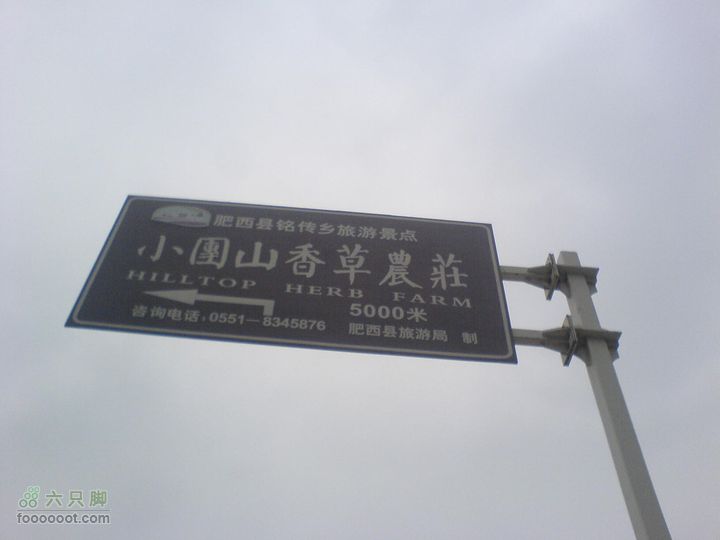 肥西县铭传乡旅游景点
小團山香草農莊
HILLTOP HERB FARM
5000米
咨询电话:0551-8345876
肥西县旅游局 制
六只脚
foooooot.com